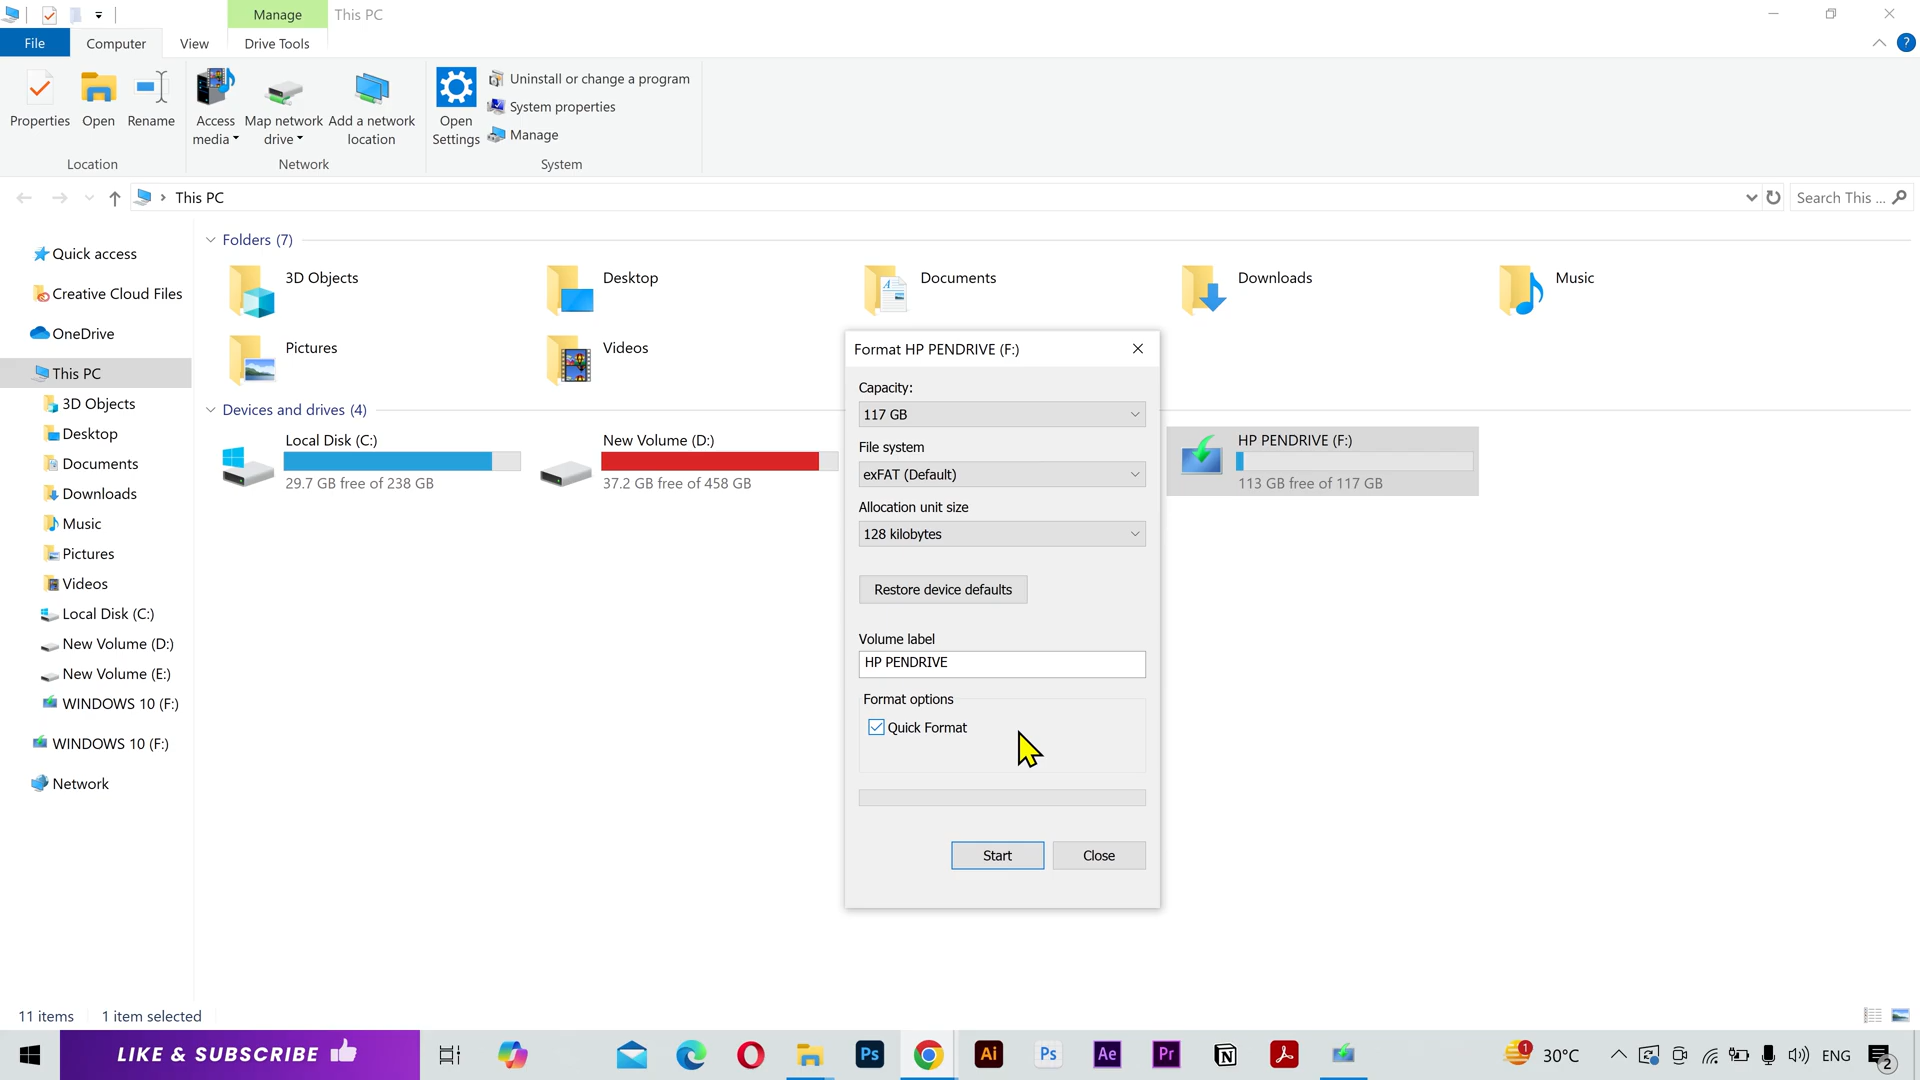 Manage
This PC
File
Computer
View
Drive Tools
Properties
Open
Rename
Access
media
Map network
drive
Add a network
location
Open
Settings
Uninstall or change a program
System properties
Manage
Location
Network
System
This PC
Search This ...
Quick access
Creative Cloud Files
OneDrive
This PC
3D Objects
Desktop
Documents
Downloads
Music
Pictures
Videos
Local Disk (C:)
New Volume (D:)
New Volume (E:)
WINDOWS 10 (F:)
WINDOWS 10 (F:)
Network
Folders (7)
3D Objects
Desktop
Documents
Downloads
Music
Pictures
Videos
Devices and drives (4)
Local Disk (C:)
29.7 GB free of 238 GB
New Volume (D:)
37.2 GB free of 458 GB
HP PENDRIVE (F:)
113 GB free of 117 GB
Format HP PENDRIVE (F:)
Capacity:
117 GB
File system
exFAT (Default)
Allocation unit size
128 kilobytes
Restore device defaults
Volume label
HP PENDRIVE
Format options
Quick Format
Start
Close
11 items
1 item selected
LIKE & SUBSCRIBE
Ps
Ai
Ps
Ae
Pr
1
30°C
ENG
2